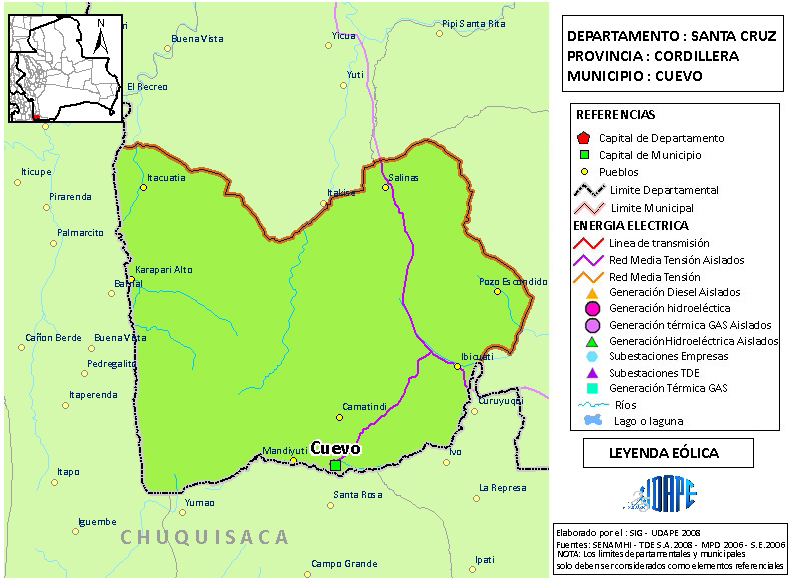 N
Pipi Santa Rita
Yicua
Buena Vista
Yuti
El Recreo
Iticupe
Itacuatia
Salinas
Pirarenda
Itakise
Palmarcito
Karapari Alto
Pozo Escondido
Cañon Berde
Buena Vista
Ibicuati
Pedregalito
Itaperenda
Camatindi
Curuyuqui
Cuevo
Mandiyuti
Ivo
Itapo
La Represa
Santa Rosa
Yumao
Iguembe
CHUQUISACA
Campo Grande
Ipati
DEPARTAMENTO : SANTA CRUZ
PROVINCIA : CORDILLERA
MUNICIPIO : CUEVO
REFERENCIAS
Capital de Departamento
Capital de Municipio
Pueblos
Limite Departamental
Limite Municipal
ENERGIA ELECTRICA
Linea de transmisión
Red Media Tensión Aislados
Red Media Tensión
Generación Diesel Aislados
Generación hidroeléctica
Generación térmica GAS Aislados
Generación Hidroeléctrica Aislados
Subestaciones Empresas
Subestaciones TDE
Generación Térmica GAS
Ríos
Lago o laguna
LEYENDA EÓLICA
UDAPE
Elaborado por el : SIG - UDAPE 2008
Fuentes: SENAMHI - TDE S.A. 2008 - MPD 2006 - S.E. 2006
NOTA: Los limites departamentales y municipales
solo deben ser considerados como elementos referenciales